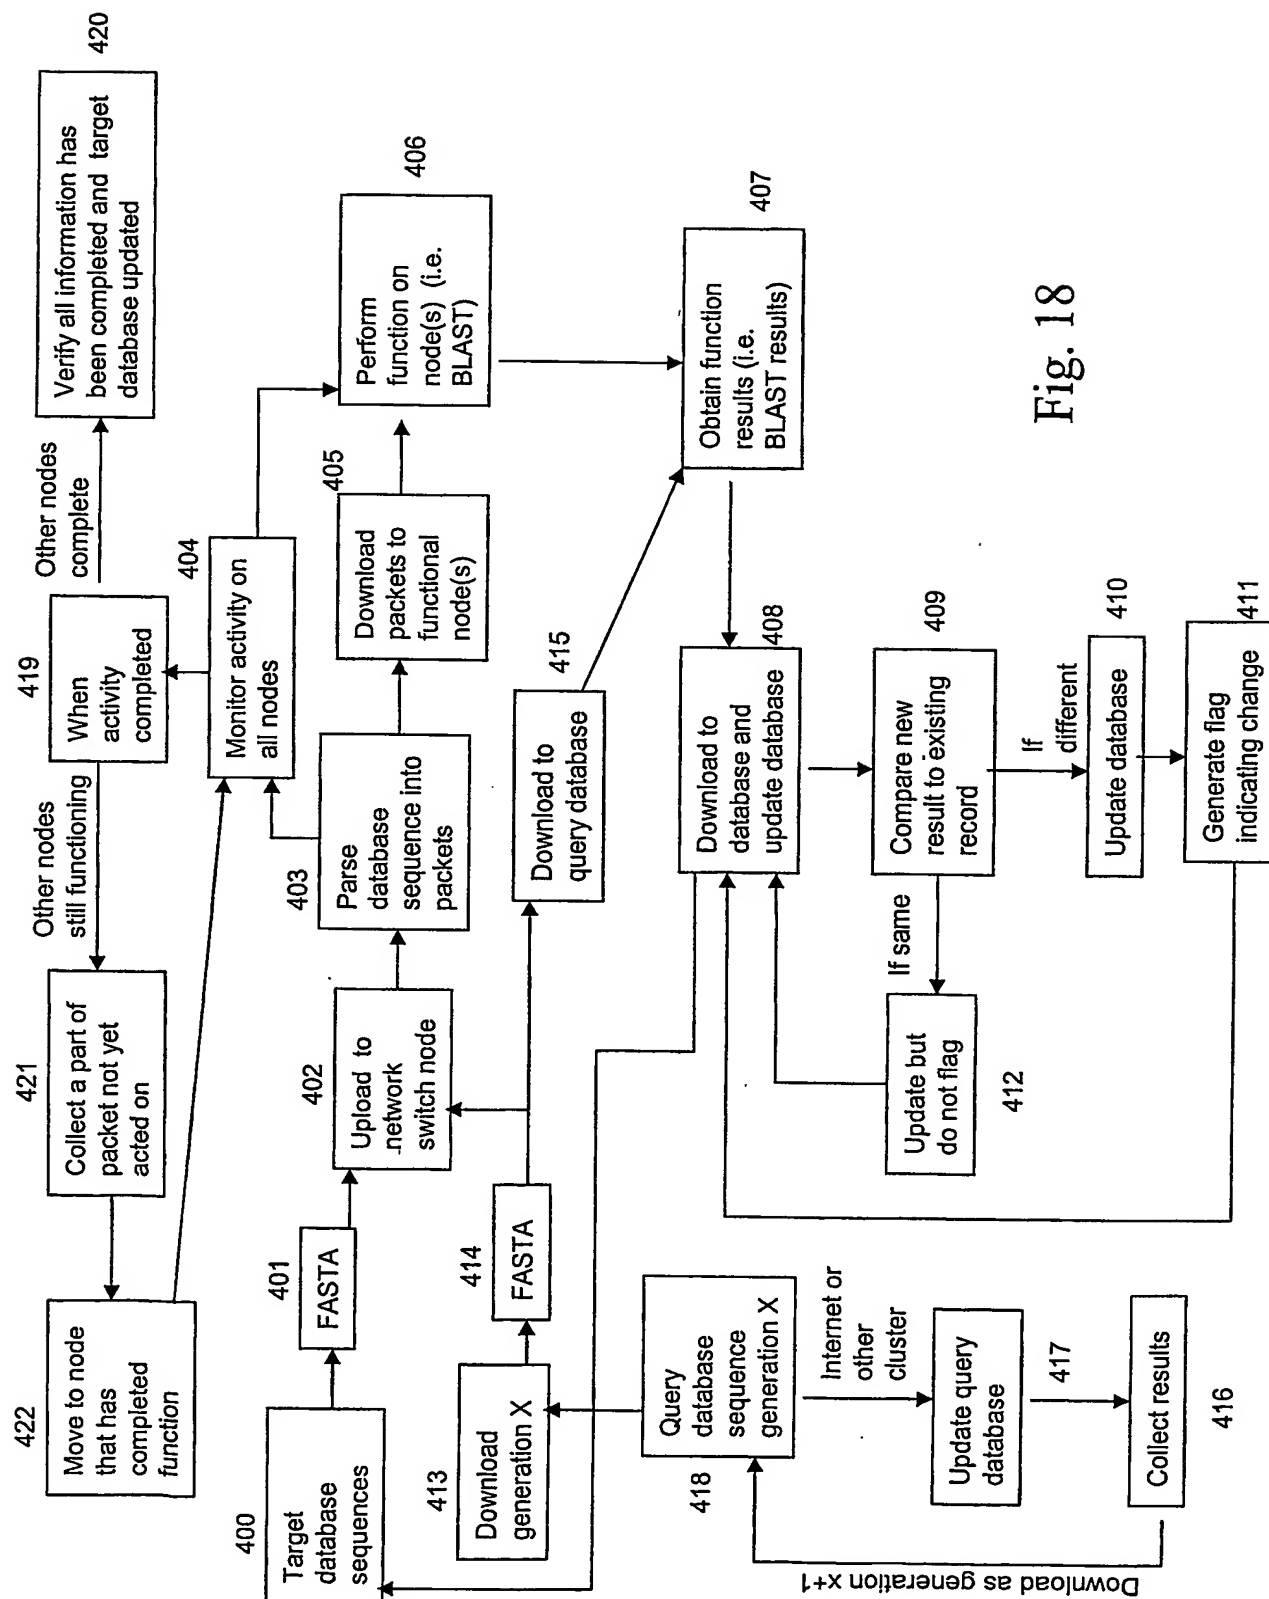 422
Move to node
that has
completed
function
421
Collect a part of
packet not yet
acted on
Other nodes
still functioning
419
When
activity
completed
Other nodes
complete
Verify all information has
been completed and target
database updated
420
400
Target
database
sequences
401
FASTA
402
Upload to
network
switch node
403
Parse
database
sequence into
packets
404
Monitor activity on
all nodes
405
Download
packets to
functional
node(s)
406
Perform
function on
node(s) (i.e.
BLAST)
413
Download
generation X
414
FASTA
415
Download to
query database
407
Obtain function
results (i.e.
BLAST results)
418
Query
database
sequence
generation X
Internet or
other
cluster
Update query
database
417
Collect results
416
Download as generation x+1
408
Download to
database and
update database
409
Compare new
result to existing
record
If same
Update but
do not flag
412
If
different
410
Update database
411
Generate flag
indicating change
Fig. 18